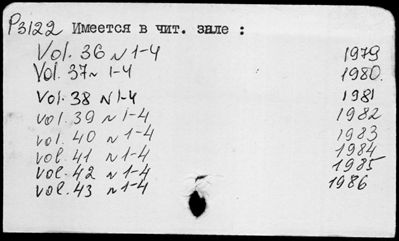 P3122 Имеется в чит. зале :
Vol. 36 N 1-4 1979
Vol. 37 N 1-4 1980.
Vol. 38 N 1-4 1981
vol. 39 N 1-4 1982
vol. 40 N 1-4 1983
vol. 41 N 1-4 1984
vol. 42 N 1-4 1985
vol. 43 N 1-4 1986